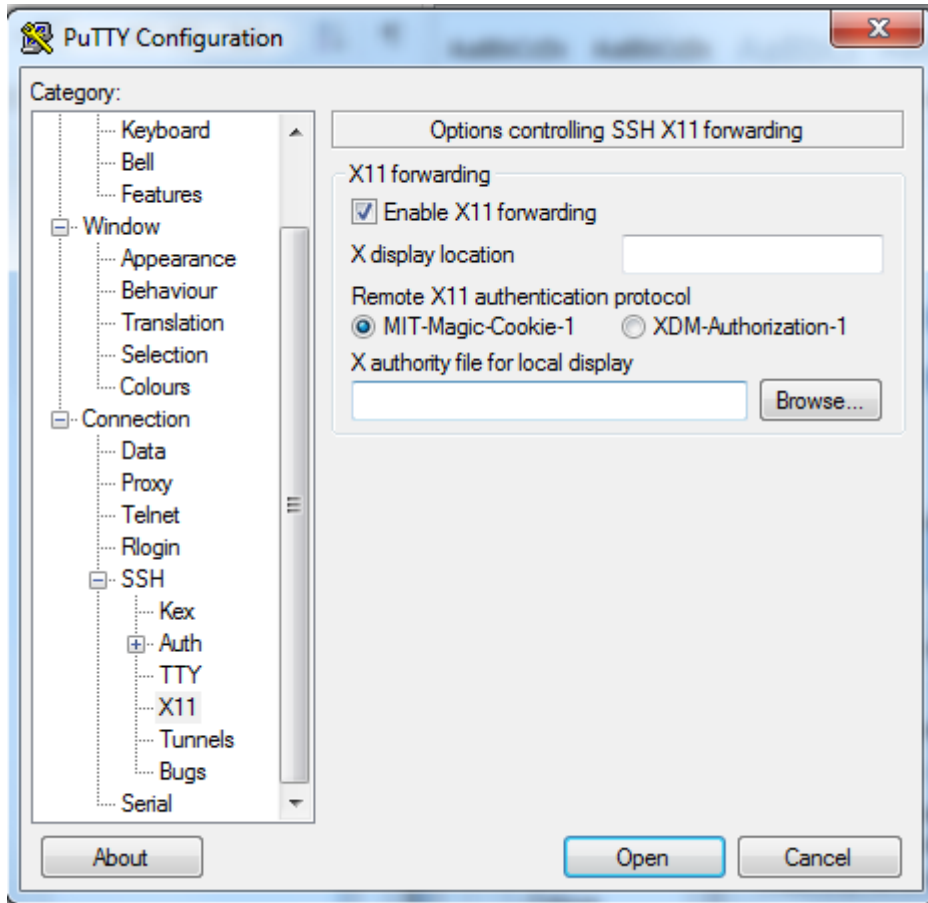 PuTTY Configuration
Category:
Keyboard
Bell
Features
Window
Appearance
Behaviour
Translation
Selection
Colours
Connection
Data
Proxy
Telnet
Rlogin
SSH
Kex
Auth
TTY
X11
Tunnels
Bugs
Serial
Options controlling SSH X11 forwarding
X11 forwarding
Enable X11 forwarding
X display location
Remote X11 authentication protocol
MIT-Magic-Cookie-1 XDM-Authorization-1
X authority file for local display
Browse...
About Open Cancel